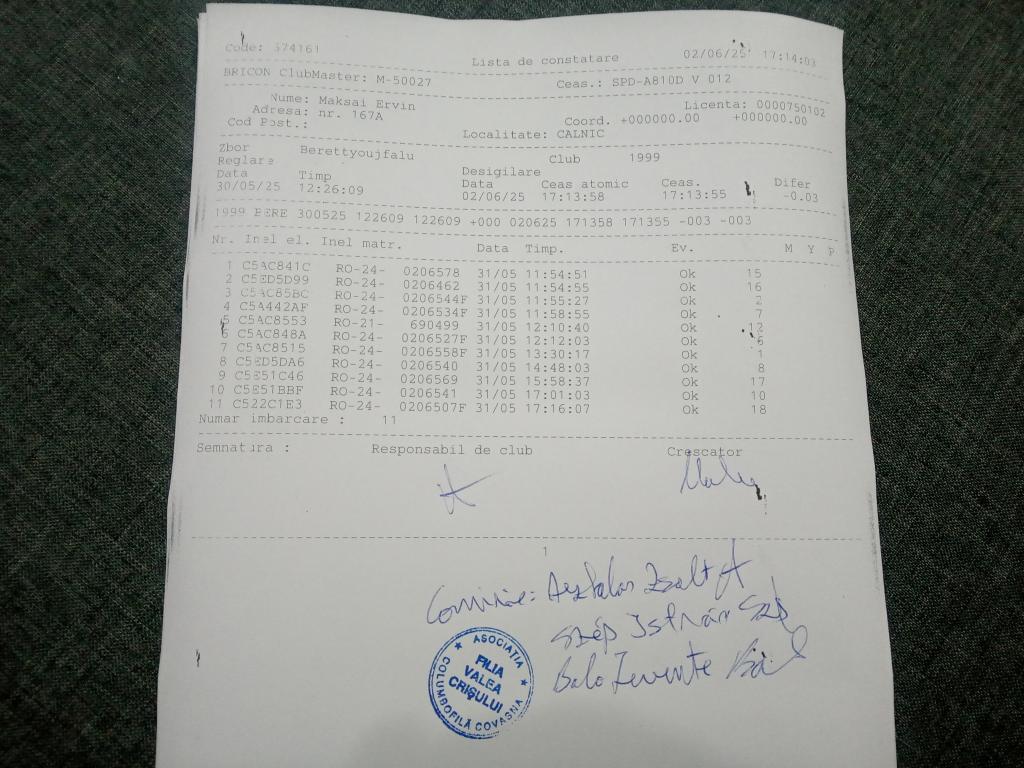 Code: 574161 Lista de constatare 02/06/25 17:14:03
BRICON ClubMaster: M-50027 Ceas.: SPD-A810D V 012
Nume: Maksai Ervin Licenta: 0000750102
Adresa: nr. 167A Coord. +000000.00 +000000.00
Cod Post.: Localitate: CALNIC
Zbor Berettyoujfalu Club 1999
Reglare Desigilare
Data Timp Data Ceas atomic Ceas. Difer
30/05/25 12:26:09 02/06/25 17:13:58 17:13:55 -0.03
1999 BERE 300525 122609 122609 +000 020625 171358 171355 -003 -003
Nr. Inel el. Inel matr. Data Timp. Ev. M Y P
1 C5AC841C RO-24- 0206578 31/05 11:54:51 Ok 15
2 C5ED5D99 RO-24- 0206462 31/05 11:54:55 Ok 16
3 C5AC85BC RO-24- 0206544F 31/05 11:55:27 Ok 2
4 C5A442AF RO-24- 0206534F 31/05 11:58:55 Ok 7
5 C5AC8553 RO-21- 690499 31/05 12:10:40 Ok 12
6 C5AC848A RO-24- 0206527F 31/05 12:12:03 Ok 6
7 C5AC8515 RO-24- 0206558F 31/05 13:30:17 Ok 1
8 C5ED5DA6 RO-24- 0206540 31/05 14:48:03 Ok 8
9 C5E51C46 RO-24- 0206569 31/05 15:58:37 Ok 17
10 C5E51BBF RO-24- 0206541 31/05 17:01:03 Ok 10
11 C522C1E3 RO-24- 0206507F 31/05 17:16:07 Ok 18
Numar imbarcare : 11
Semnatura : Responsabil de club Crescator
1
Comisie: Asztalos Zsolt
Szép István
Balo Levente
ASOCIAȚIA
FILIA
VALEA
CRIȘULUI
COLUMBOFILĂ COVASNA